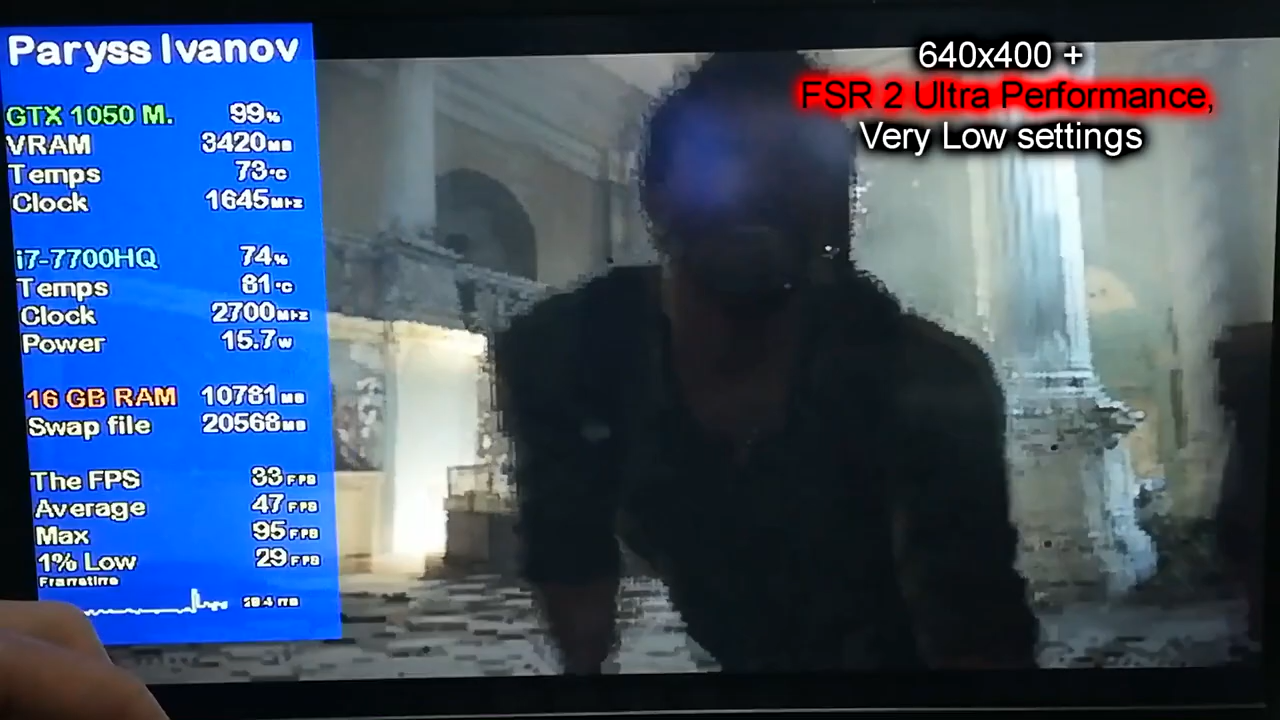 Paryss Ivanov
GTX 1050 M. 99%
VRAM 3420MB
Temps 73°C
Clock 1645MHz
i7-7700HQ 74%
Temps 81°C
Clock 2700MHz
Power 15.7W
16 GB RAM 10781MB
Swap file 20568MB
The FPS 33FPS
Average 47FPS
Max 95FPS
1% Low 29FPS
Frametime
640x400 +
FSR 2 Ultra Performance,
Very Low settings